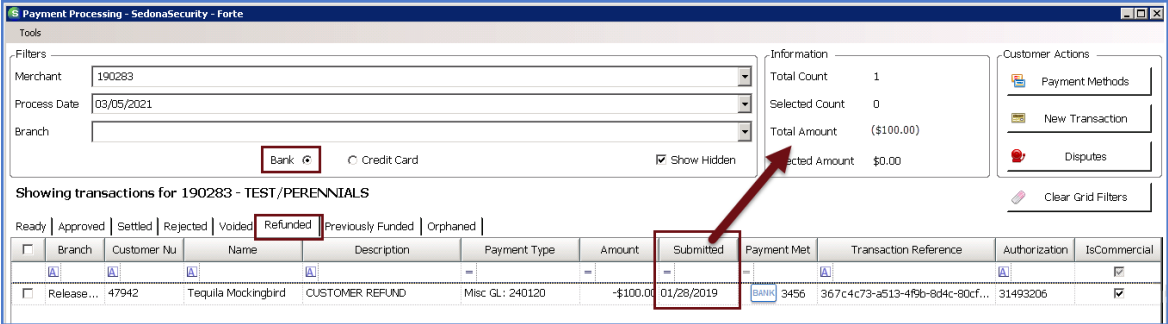 Payment Processing - SedonaSecurity - Forte
Tools
Filters
Merchant 190283
Process Date 03/05/2021
Branch
Bank Credit Card Show Hidden
Information
Total Count 1
Selected Count 0
Total Amount ($100.00)
ected Amount $0.00
Customer Actions
Payment Methods
New Transaction
Disputes
Clear Grid Filters
Showing transactions for 190283 - TEST/PERENNIALS
Ready Approved Settled Rejected Voided Refunded Previously Funded Orphaned
Branch Customer Nu Name Description Payment Type Amount Submitted Payment Met Transaction Reference Authorization IsCommercial
A A A A = = = = A A
Release... 47942 Tequila Mockingbird CUSTOMER REFUND Misc GL: 240120 -$100.00 01/28/2019 BANK 3456 367c4c73-a513-4f9b-8d4c-80cf... 31493206